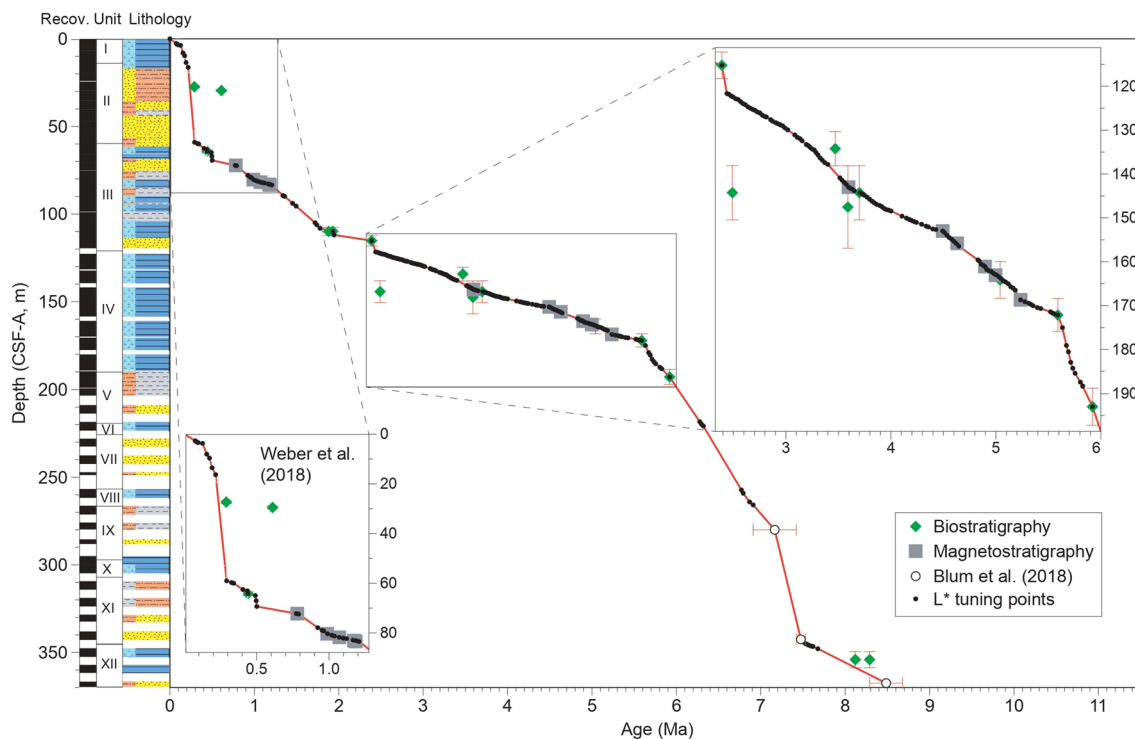 Recov. Unit Lithology
0
50
100
150
200
250
300
350
Depth (CSF-A, m)
I
II
III
IV
V
VI
VII
VIII
IX
X
XI
XII
0 1 2 3 4 5 6 7 8 9 10 11
Age (Ma)
120
130
140
150
160
170
180
190
3 4 5 6
Weber et al.
(2018)
0
20
40
60
80
0.5 1.0
Biostratigraphy
Magnetostratigraphy
Blum et al. (2018)
L* tuning points